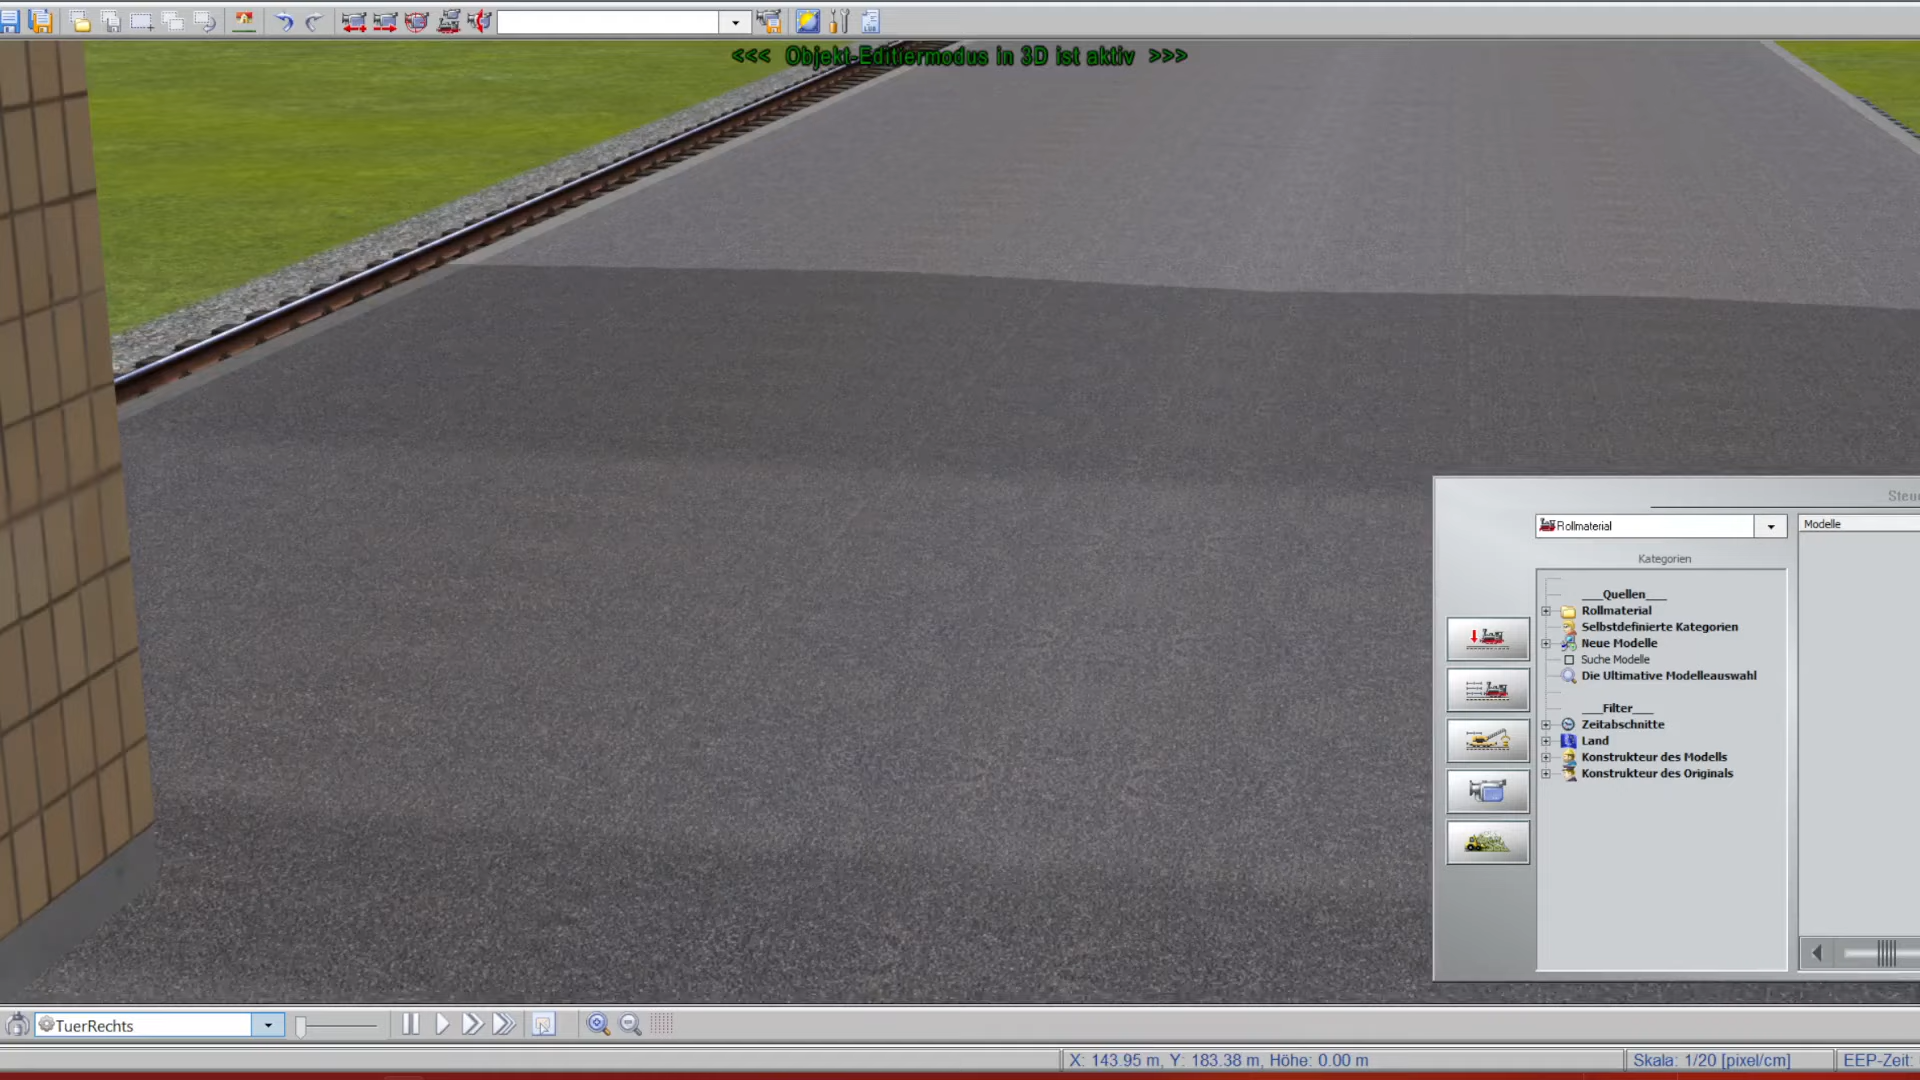 <<< Objekt-Editiermodus in 3D ist aktiv >>>
Rollmaterial
Modelle
Kategorien
___Quellen___
Rollmaterial
Selbstdefinierte Kategorien
Neue Modelle
Suche Modelle
Die Ultimative Modelleauswahl
___Filter___
Zeitabschnitte
Land
Konstrukteur des Modells
Konstrukteur des Originals
TuerRechts
X: 143.95 m, Y: 183.38 m, Höhe: 0.00 m
Skala: 1/20 [pixel/cm]
EEP-Zeit: